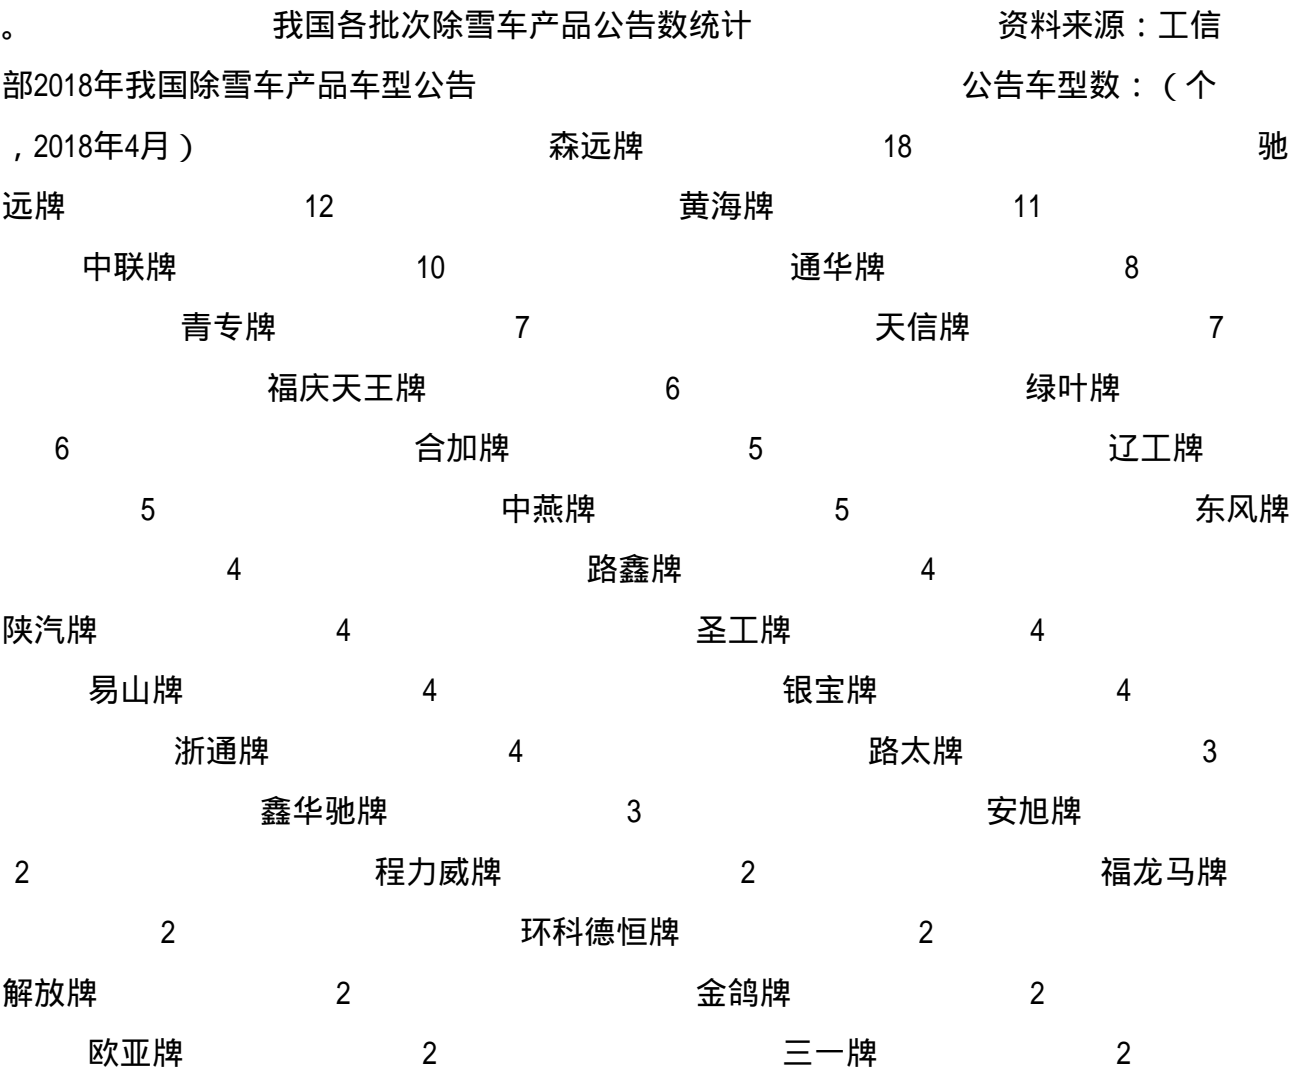 。 我国各批次除雪车产品公告数统计 资料来源：工信
部2018年我国除雪车产品车型公告 公告车型数：（个
，2018年4月） 森远牌 18 驰
远牌 12 黄海牌 11
中联牌 10 通华牌 8
青专牌 7 天信牌 7
福庆天王牌 6 绿叶牌
6 合加牌 5 辽工牌
5 中燕牌 5 东风牌
4 路鑫牌 4
陕汽牌 4 圣工牌 4
易山牌 4 银宝牌 4
浙通牌 4 路太牌 3
鑫华驰牌 3 安旭牌
2 程力威牌 2 福龙马牌
2 环科德恒牌 2
解放牌 2 金鸽牌 2
欧亚牌 2 三一牌 2